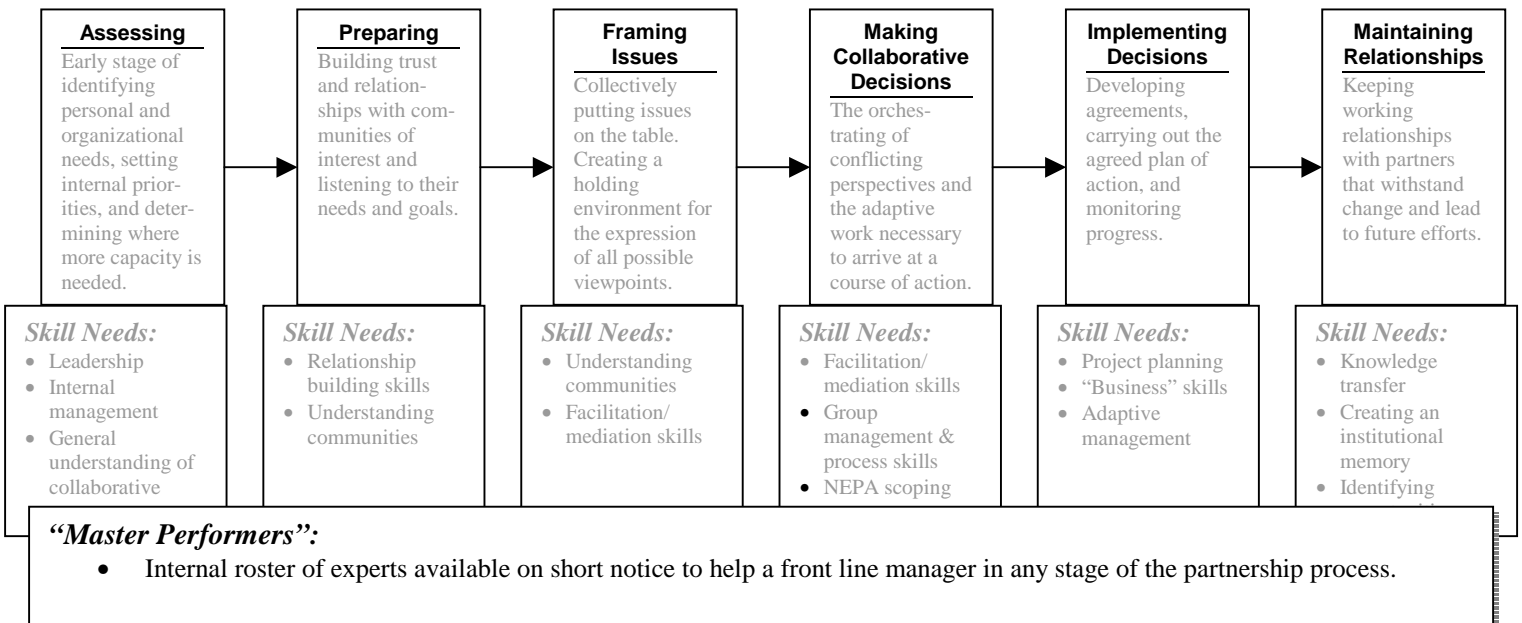 Assessing
Early stage of
identifying
personal and
organizational
needs, setting
internal prior-
ities, and deter-
mining where
more capacity is
needed.
Skill Needs:
• Leadership
• Internal
management
• General
understanding of
collaborative
Preparing
Building trust
and relation-
ships with com-
munities of
interest and
listening to their
needs and goals.
Skill Needs:
• Relationship
building skills
• Understanding
communities
Framing
Issues
Collectively
putting issues
on the table.
Creating a
holding
environment for
the expression
of all possible
viewpoints.
Skill Needs:
• Understanding
communities
• Facilitation/
mediation skills
Making
Collaborative
Decisions
The orches-
trating of
conflicting
perspectives and
the adaptive
work necessary
to arrive at a
course of action.
Skill Needs:
• Facilitation/
mediation skills
• Group
management &
process skills
• NEPA scoping
Implementing
Decisions
Developing
agreements,
carrying out the
agreed plan of
action, and
monitoring
progress.
Skill Needs:
• Project planning
• “Business” skills
• Adaptive
management
Maintaining
Relationships
Keeping
working
relationships
with partners
that withstand
change and lead
to future efforts.
Skill Needs:
• Knowledge
transfer
• Creating an
institutional
memory
• Identifying
“Master Performers”:
• Internal roster of experts available on short notice to help a front line manager in any stage of the partnership process.